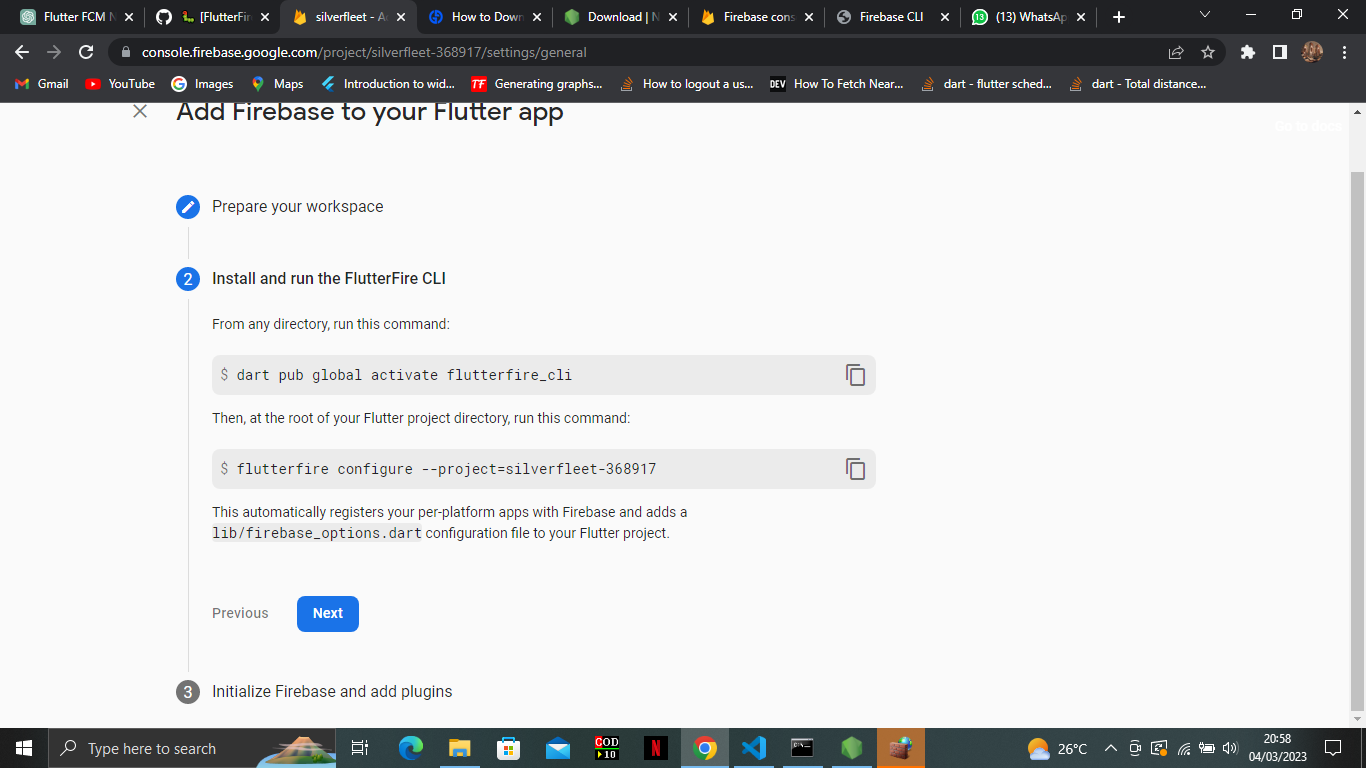 Flutter FCM N
[FlutterFir
silverfleet - Ad
How to Down
Download | N
Firebase cons
Firebase CLI
(13) WhatsAp
console.firebase.google.com/project/silverfleet-368917/settings/general
Gmail
YouTube
Images
Maps
Introduction to wid...
TF
Generating graphs...
How to logout a us...
DEV
How To Fetch Near...
dart - flutter sched...
dart - Total distance...
Add Firebase to your Flutter app
Go to docs
Prepare your workspace
2
Install and run the FlutterFire CLI
From any directory, run this command:
$ dart pub global activate flutterfire_cli
Then, at the root of your Flutter project directory, run this command:
$ flutterfire configure --project=silverfleet-368917
This automatically registers your per-platform apps with Firebase and adds a
lib/firebase_options.dart configuration file to your Flutter project.
Previous
Next
3
Initialize Firebase and add plugins
Type here to search
COD
10
N
26°C
20:58
04/03/2023